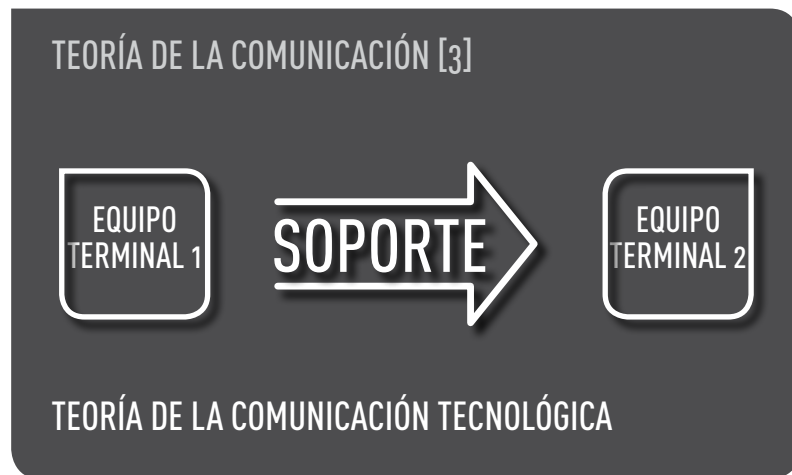 TEORÍA DE LA COMUNICACIÓN [3]
EQUIPO
TERMINAL 1
SOPORTE
EQUIPO
TERMINAL 2
TEORÍA DE LA COMUNICACIÓN TECNOLÓGICA